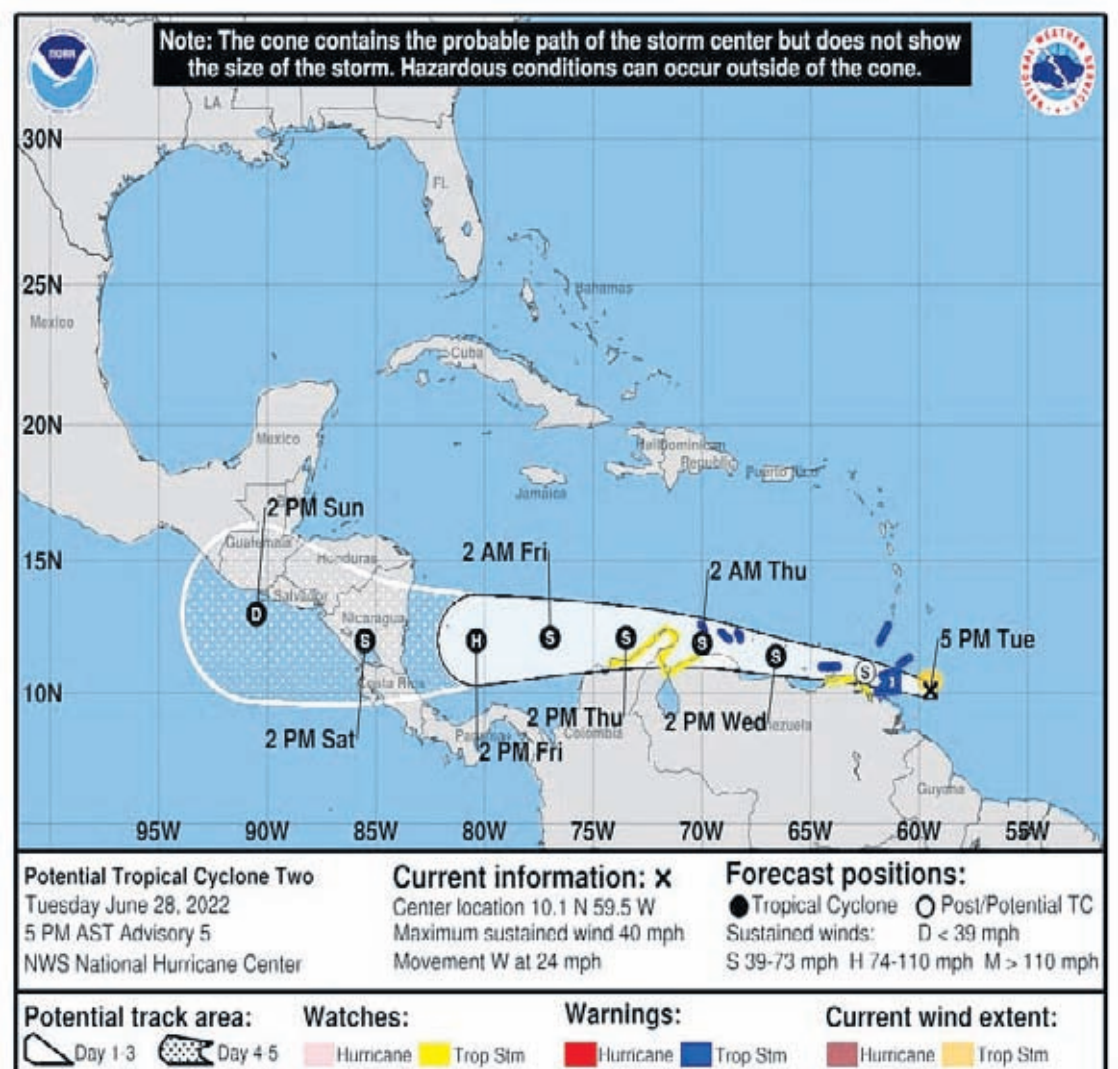 Note: The cone contains the probable path of the storm center but does not show
the size of the storm. Hazardous conditions can occur outside of the cone.
NOAA
NATIONAL WEATHER SERVICE
LA
30N
FL
25N
Bahamas
Mexico
Cuba
20N
Mexico
Dominican
Republic
Puerto Rico
Jamaica
2 PM Sun
Guatemala
15N
Honduras
2 AM Fri
2 AM Thu
El Salvador
D
Nicaragua
S
H
S
S
S
S
S
5 PM Tue
Costa Rica
10N
2 PM Sat
2 PM Thu
2 PM Wed
Colombia
2 PM Fri
Guyana
95W 90W 85W 80W 75W 70W 65W 60W 55W
Potential Tropical Cyclone Two
Tuesday June 28, 2022
5 PM AST Advisory 5
NWS National Hurricane Center
Current information: x
Center location 10.1 N 59.5 W
Maximum sustained wind 40 mph
Movement W at 24 mph
Forecast positions:
Tropical Cyclone Post/Potential TC
Sustained winds: D < 39 mph
S 39-73 mph H 74-110 mph M > 110 mph
Potential track area:
Day 1-3 Day 4-5
Watches:
Hurricane Trop Stm
Warnings:
Hurricane Trop Stm
Current wind extent:
Hurricane Trop Stm